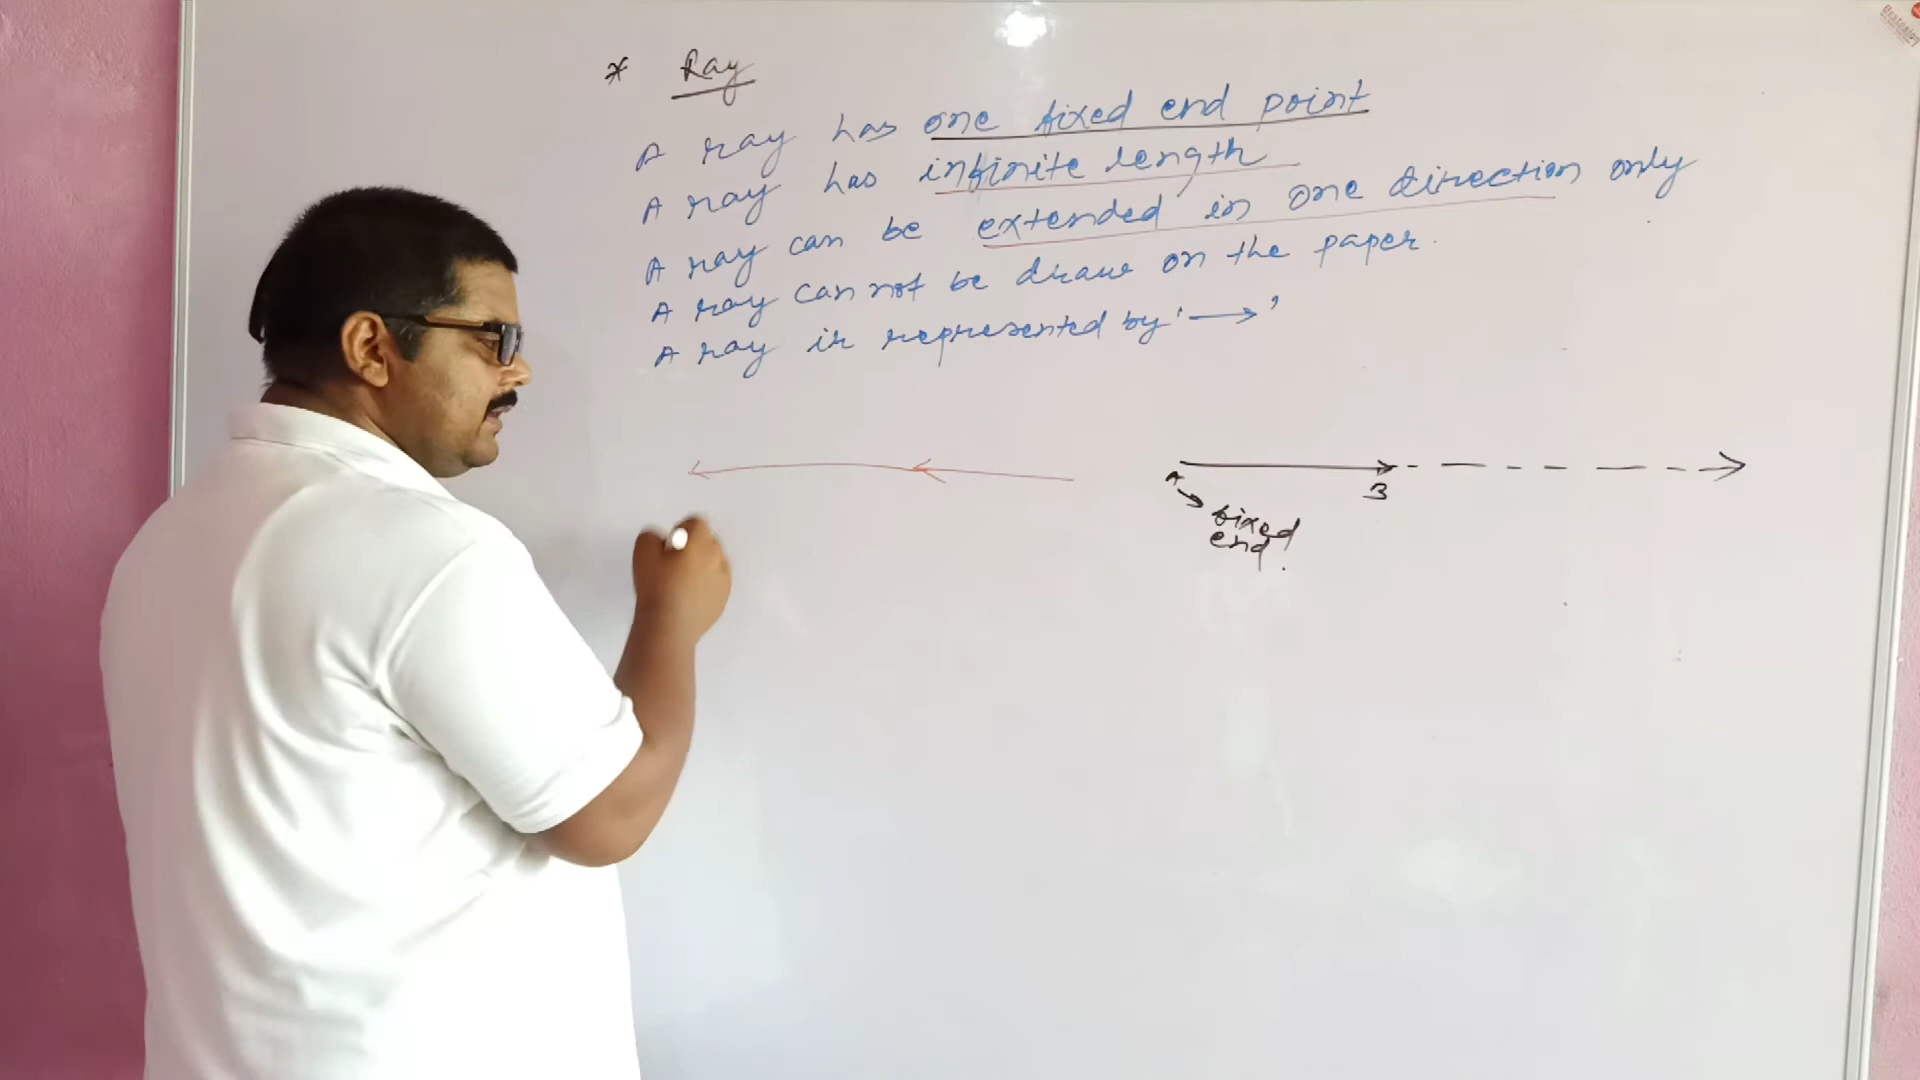 * Ray
A ray has one fixed end point
A ray has infinite length
A ray can be extended in one direction only
A ray can not be draw on the paper.
A ray is represented by '⟶'
A B
fixed
end.